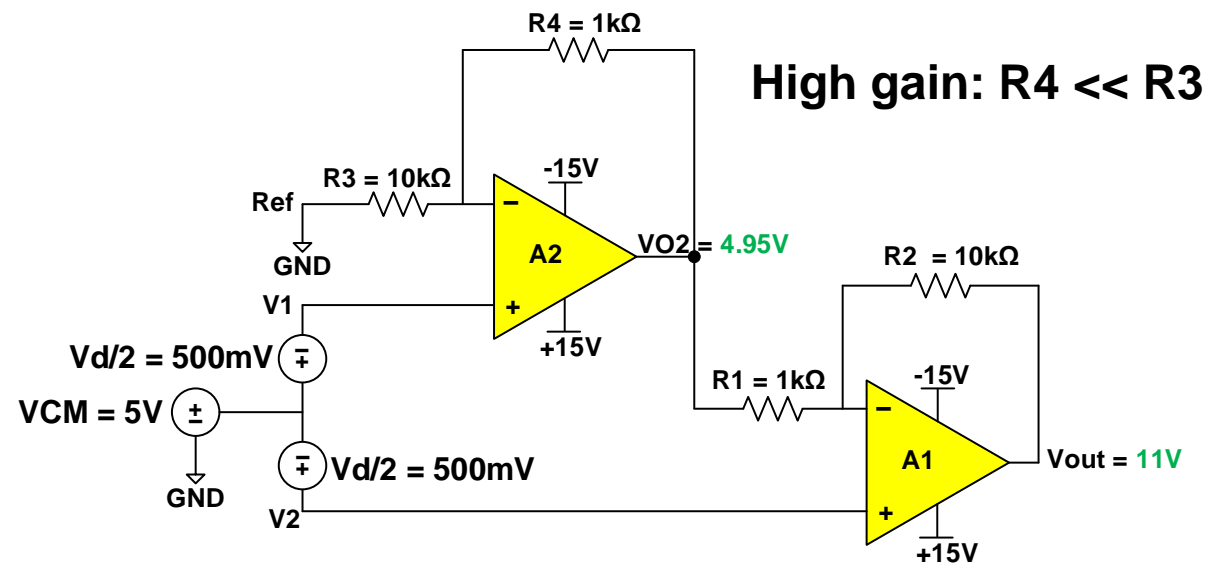 R4 = 1kΩ
High gain: R4 << R3
R3 = 10kΩ
-15V
Ref
−
A2
VO2 = 4.95V
GND
R2  = 10kΩ
V1
+
+15V
Vd/2 = 500mV
−
+
R1 = 1kΩ
-15V
VCM = 5V
±
−
Vd/2 = 500mV
−
+
A1
Vout = 11V
GND
V2
+
+15V